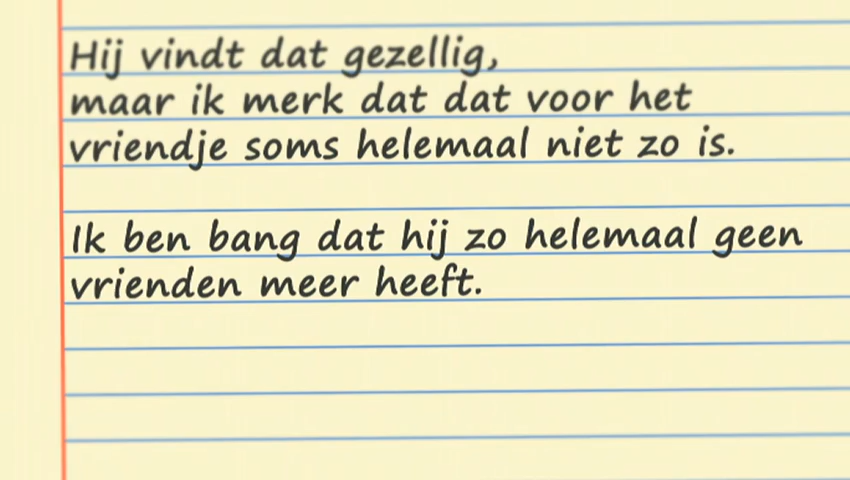 Hij vindt dat gezellig,
maar ik merk dat dat voor het
vriendje soms helemaal niet zo is.
Ik ben bang dat hij zo helemaal geen
vrienden meer heeft.